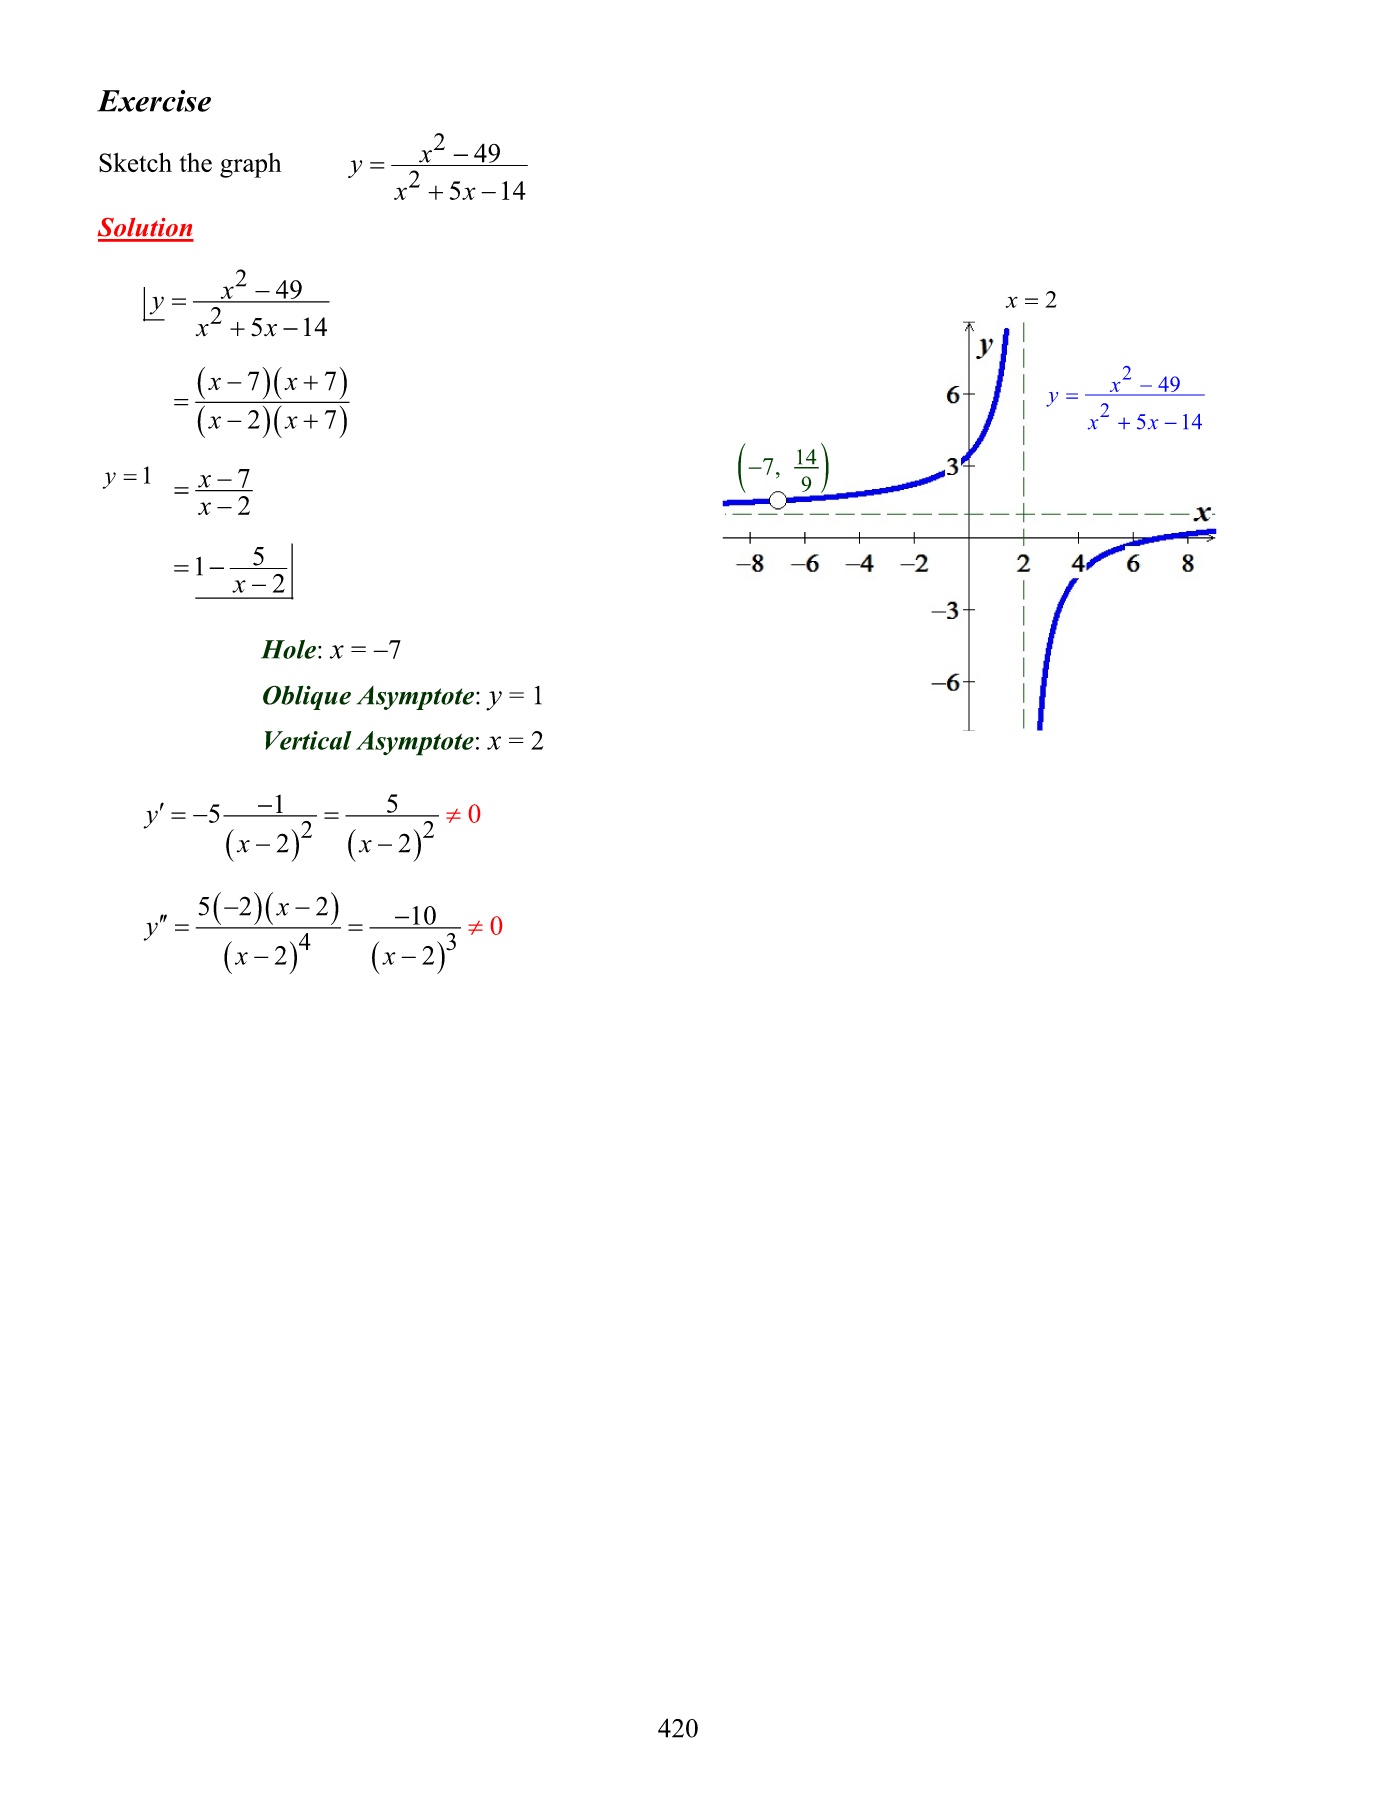 Exercise
Sketch the graph y = \frac{x^2 - 49}{x^2 + 5x - 14}
Solution
y = \frac{x^2 - 49}{x^2 + 5x - 14}
= \frac{(x - 7)(x + 7)}{(x - 2)(x + 7)}
y = 1
= \frac{x - 7}{x - 2}
= 1 - \frac{5}{x - 2}
Hole: x = –7
Oblique Asymptote: y = 1
Vertical Asymptote: x = 2
y' = -5 \frac{-1}{(x - 2)^2} = \frac{5}{(x - 2)^2} ≠ 0
y'' = \frac{5(-2)(x - 2)}{(x - 2)^4} = \frac{-10}{(x - 2)^3} ≠ 0
x = 2
y
6
y = \frac{x^2 - 49}{x^2 + 5x - 14}
(-7, \frac{14}{9})
3
x
–8 –6 –4 –2 2 4 6 8
–3
–6
420